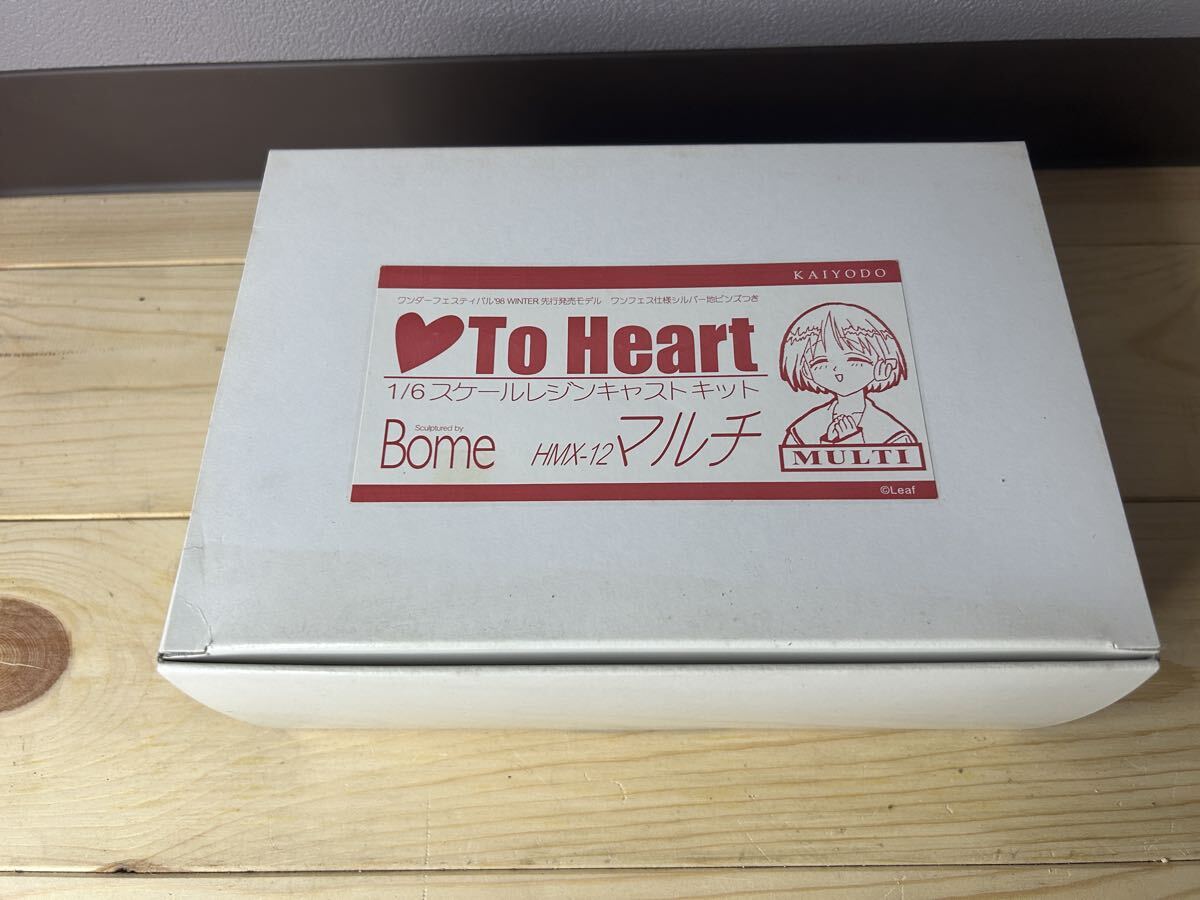 KAIYODO
ワンダーフェスティバル'98 WINTER 先行発売モデル ワンフェス仕様シルバー地ピンズつき
♥To Heart
1/6 スケールレジンキャストキット
Sculptured by
Bome
HMX-12マルチ
MULTI
©Leaf